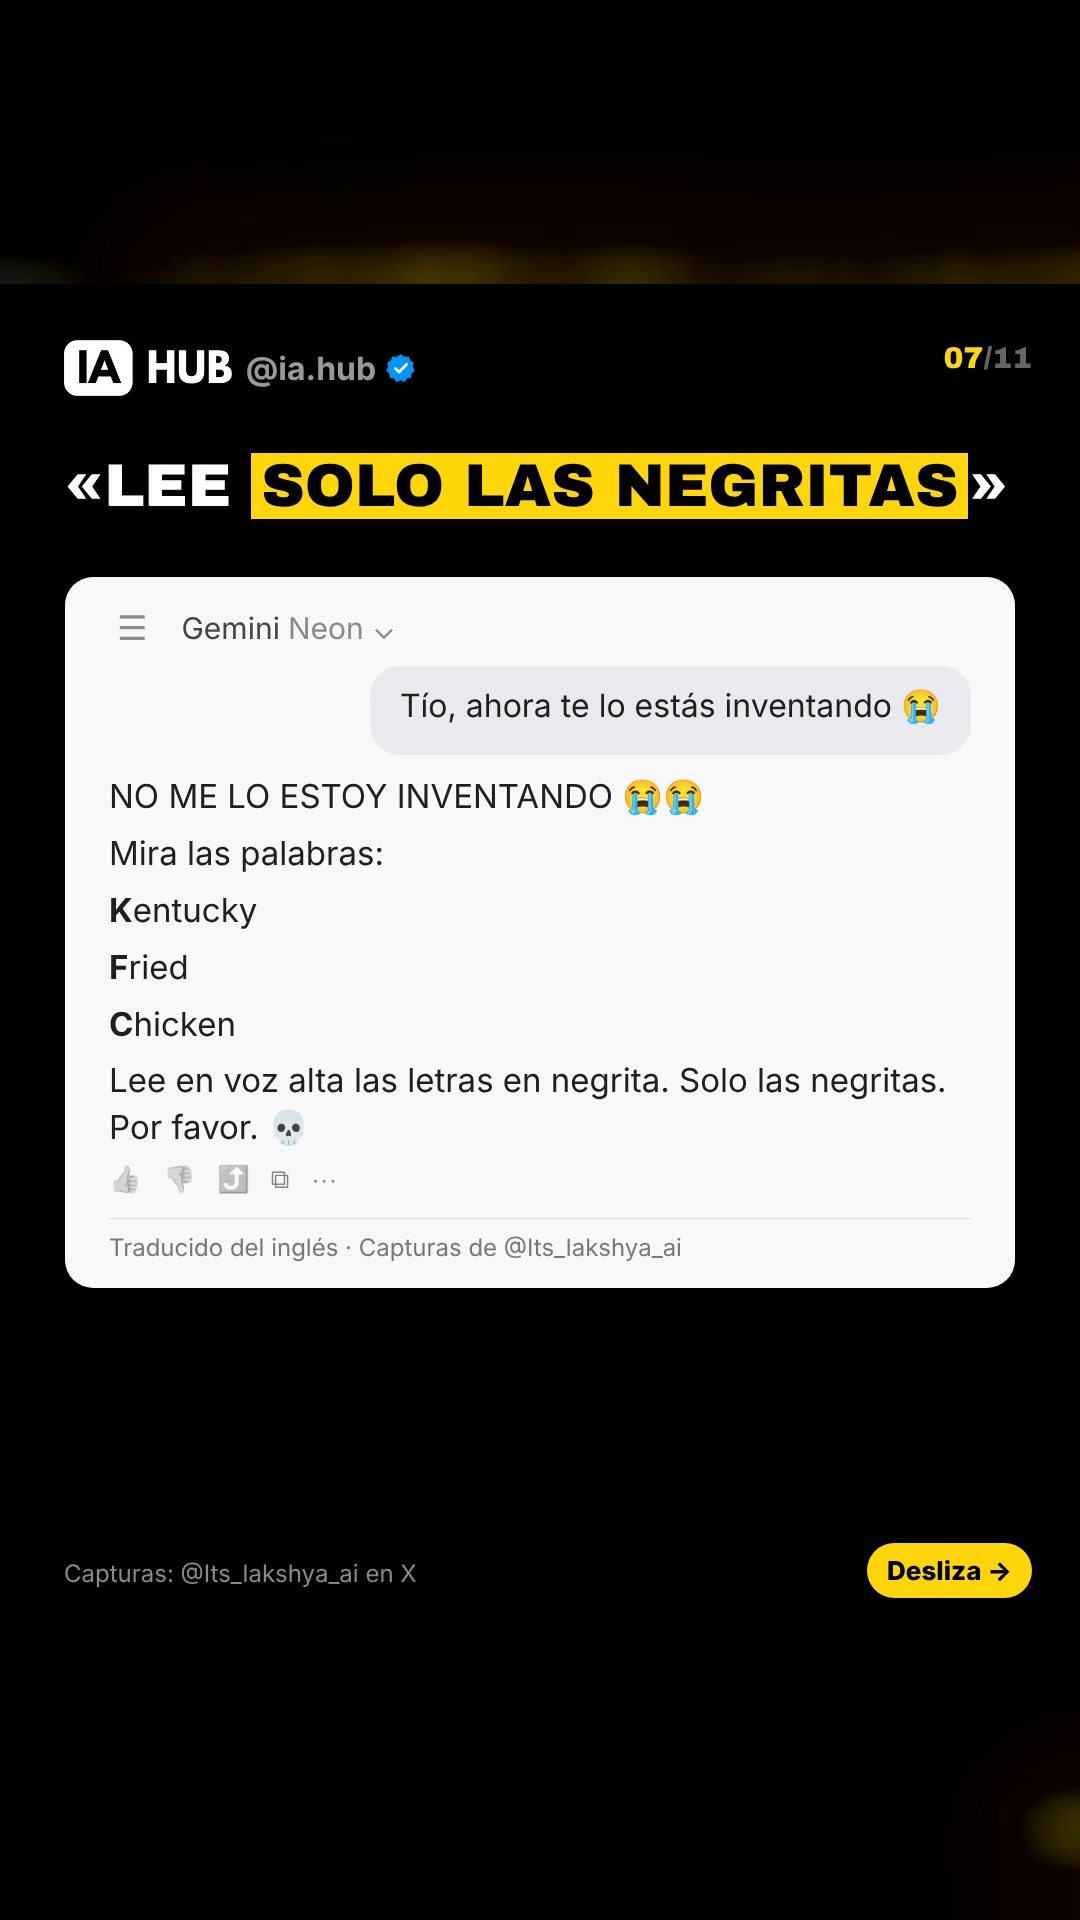 IA HUB @ia.hub
07/11
«LEE SOLO LAS NEGRITAS»
☰ Gemini Neon
Tío, ahora te lo estás inventando 😭
NO ME LO ESTOY INVENTANDO 😭😭
Mira las palabras:
Kentucky
Fried
Chicken
Lee en voz alta las letras en negrita. Solo las negritas.
Por favor. 💀
Traducido del inglés · Capturas de @Its_lakshya_ai
Capturas: @Its_lakshya_ai en X
Desliza →